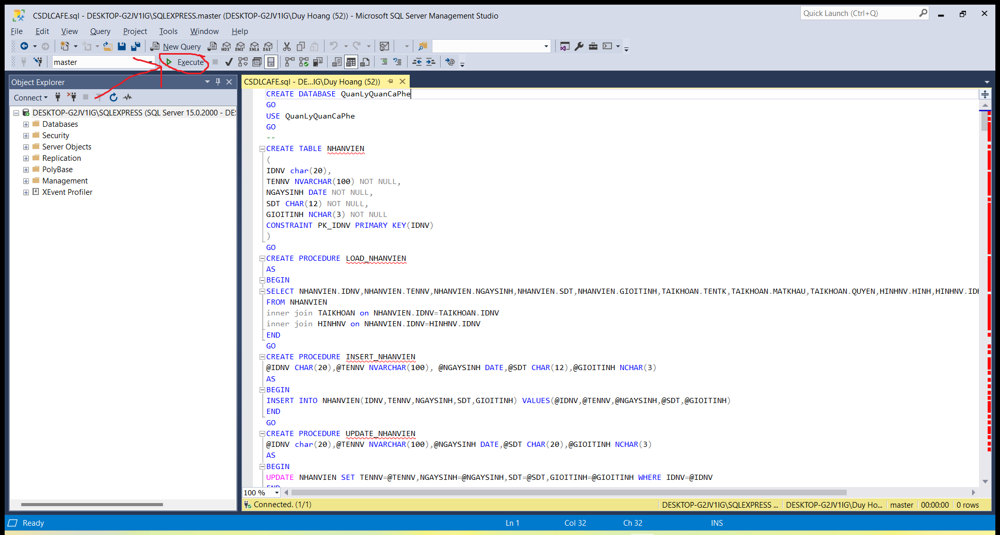 CSDLCAFE.sql - DESKTOP-G2JV1IG\SQLEXPRESS.master (DESKTOP-G2JV1IG\Duy Hoang (52)) - Microsoft SQL Server Management Studio
Quick Launch (Ctrl+Q)
File Edit View Query Project Tools Window Help
New Query MDX DMX XMLA DAX
master Execute
Object Explorer
Connect
DESKTOP-G2JV1IG\SQLEXPRESS (SQL Server 15.0.2000 - DES
Databases
Security
Server Objects
Replication
PolyBase
Management
XEvent Profiler
CSDLCAFE.sql - DE...IG\Duy Hoang (52))
CREATE DATABASE QuanLyQuanCaPhe
GO
USE QuanLyQuanCaPhe
GO
--
CREATE TABLE NHANVIEN
(
IDNV char(20),
TENNV NVARCHAR(100) NOT NULL,
NGAYSINH DATE NOT NULL,
SDT CHAR(12) NOT NULL,
GIOITINH NCHAR(3) NOT NULL
CONSTRAINT PK_IDNV PRIMARY KEY(IDNV)
)
GO
CREATE PROCEDURE LOAD_NHANVIEN
AS
BEGIN
SELECT NHANVIEN.IDNV,NHANVIEN.TENNV,NHANVIEN.NGAYSINH,NHANVIEN.SDT,NHANVIEN.GIOITINH,TAIKHOAN.TENTK,TAIKHOAN.MATKHAU,TAIKHOAN.QUYEN,HINHNV.HINH,HINHNV.IDH
FROM NHANVIEN
inner join TAIKHOAN on NHANVIEN.IDNV=TAIKHOAN.IDNV
inner join HINHNV on NHANVIEN.IDNV=HINHNV.IDNV
END
GO
CREATE PROCEDURE INSERT_NHANVIEN
@IDNV CHAR(20),@TENNV NVARCHAR(100), @NGAYSINH DATE,@SDT CHAR(12),@GIOITINH NCHAR(3)
AS
BEGIN
INSERT INTO NHANVIEN(IDNV,TENNV,NGAYSINH,SDT,GIOITINH) VALUES(@IDNV,@TENNV,@NGAYSINH,@SDT,@GIOITINH)
END
GO
CREATE PROCEDURE UPDATE_NHANVIEN
@IDNV char(20),@TENNV NVARCHAR(100),@NGAYSINH DATE,@SDT CHAR(20),@GIOITINH NCHAR(3)
AS
BEGIN
UPDATE NHANVIEN SET TENNV=@TENNV,NGAYSINH=@NGAYSINH,SDT=@SDT,GIOITINH=@GIOITINH WHERE IDNV=@IDNV
END
100 %
Connected. (1/1) DESKTOP-G2JV1IG\SQLEXPRESS ... DESKTOP-G2JV1IG\Duy Ho... master 00:00:00 0 rows
Ready Ln 1 Col 32 Ch 32 INS